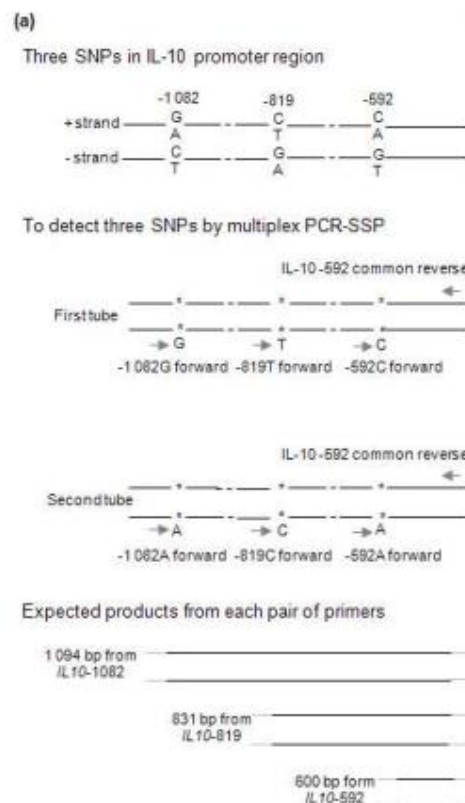 (a)
Three SNPs in IL-10 promoter region
-1 082 -819 -592
G C C
+strand
A T A
C G G
- strand
T A T
To detect three SNPs by multiplex PCR-SSP
IL-10 -592 common reverse
* * *
First tube
* * *
G T C
-1 082G forward -819T forward -592C forward
IL-10 -592 common reverse
* * *
Second tube
* * *
A C A
-1 082A forward -819C forward -592A forward
Expected products from each pair of primers
1 094 bp from
IL10-1082
831 bp from
IL10-819
600 bp form
IL10-592